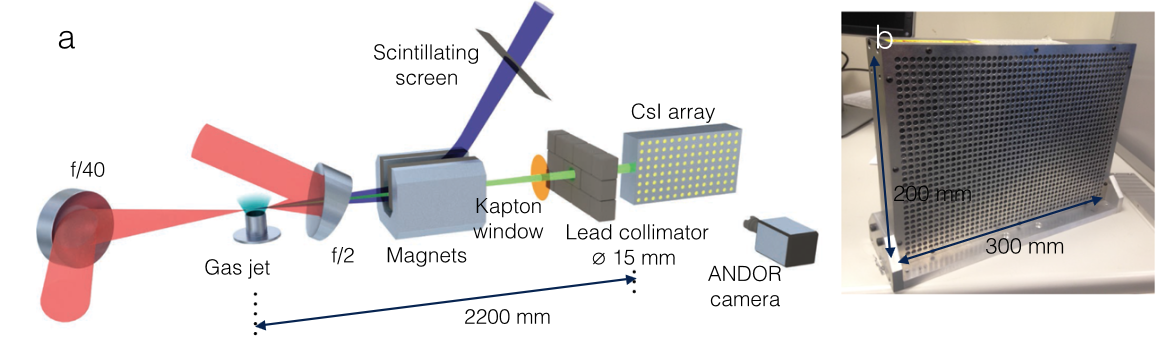 a
Scintillating
screen
CsI array
f/40
Kapton
window
Gas jet
f/2
Magnets
Lead collimator
⌀ 15 mm
ANDOR
camera
2200 mm
b
200 mm
300 mm